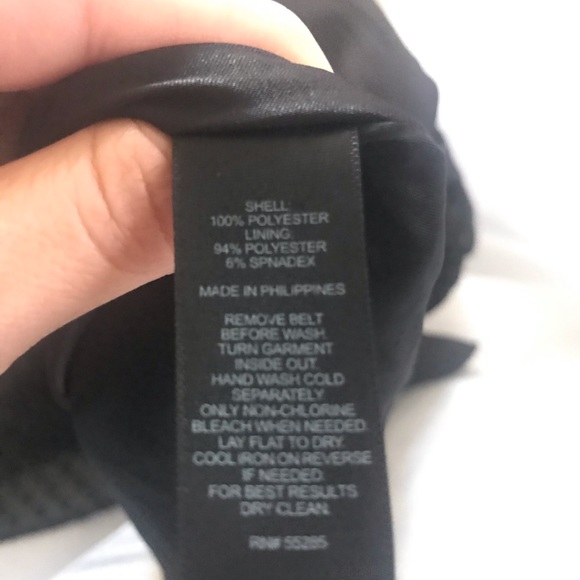 SHELL:
100% POLYESTER
LINING:
94% POLYESTER
6% SPNADEX
MADE IN PHILIPPINES
REMOVE BELT
BEFORE WASH.
TURN GARMENT
INSIDE OUT.
HAND WASH COLD
SEPARATELY
ONLY NON-CHLORINE
BLEACH WHEN NEEDED.
LAY FLAT TO DRY.
COOL IRON ON REVERSE
IF NEEDED.
FOR BEST RESULTS
DRY CLEAN.
RN# 55285